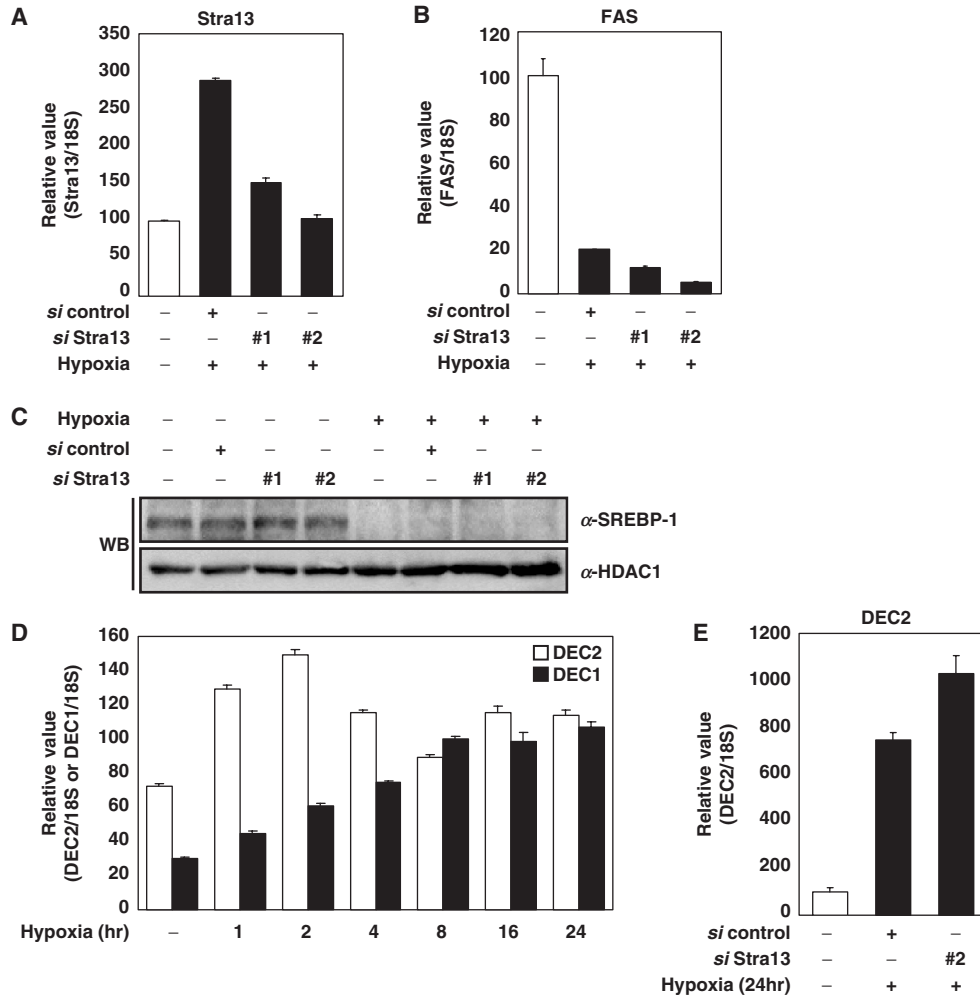 A
Stra13
Relative value
(Stra13/18S)
350
300
250
200
150
100
50
0
si control – + – –
si Stra13 – – #1 #2
Hypoxia – + + +
B
FAS
Relative value
(FAS/18S)
120
100
80
60
40
20
0
si control – + – –
si Stra13 – – #1 #2
Hypoxia – + + +
C
Hypoxia – – – – + + + +
si control – + – – – + – –
si Stra13 – – #1 #2 – – #1 #2
WB
α-SREBP-1
α-HDAC1
D
Relative value
(DEC2/18S or DEC1/18S)
160
140
120
100
80
60
40
20
0
DEC2
DEC1
Hypoxia (hr) – 1 2 4 8 16 24
E
DEC2
Relative value
(DEC2/18S)
1200
1000
800
600
400
200
0
si control – + –
si Stra13 – – #2
Hypoxia (24hr) – + +